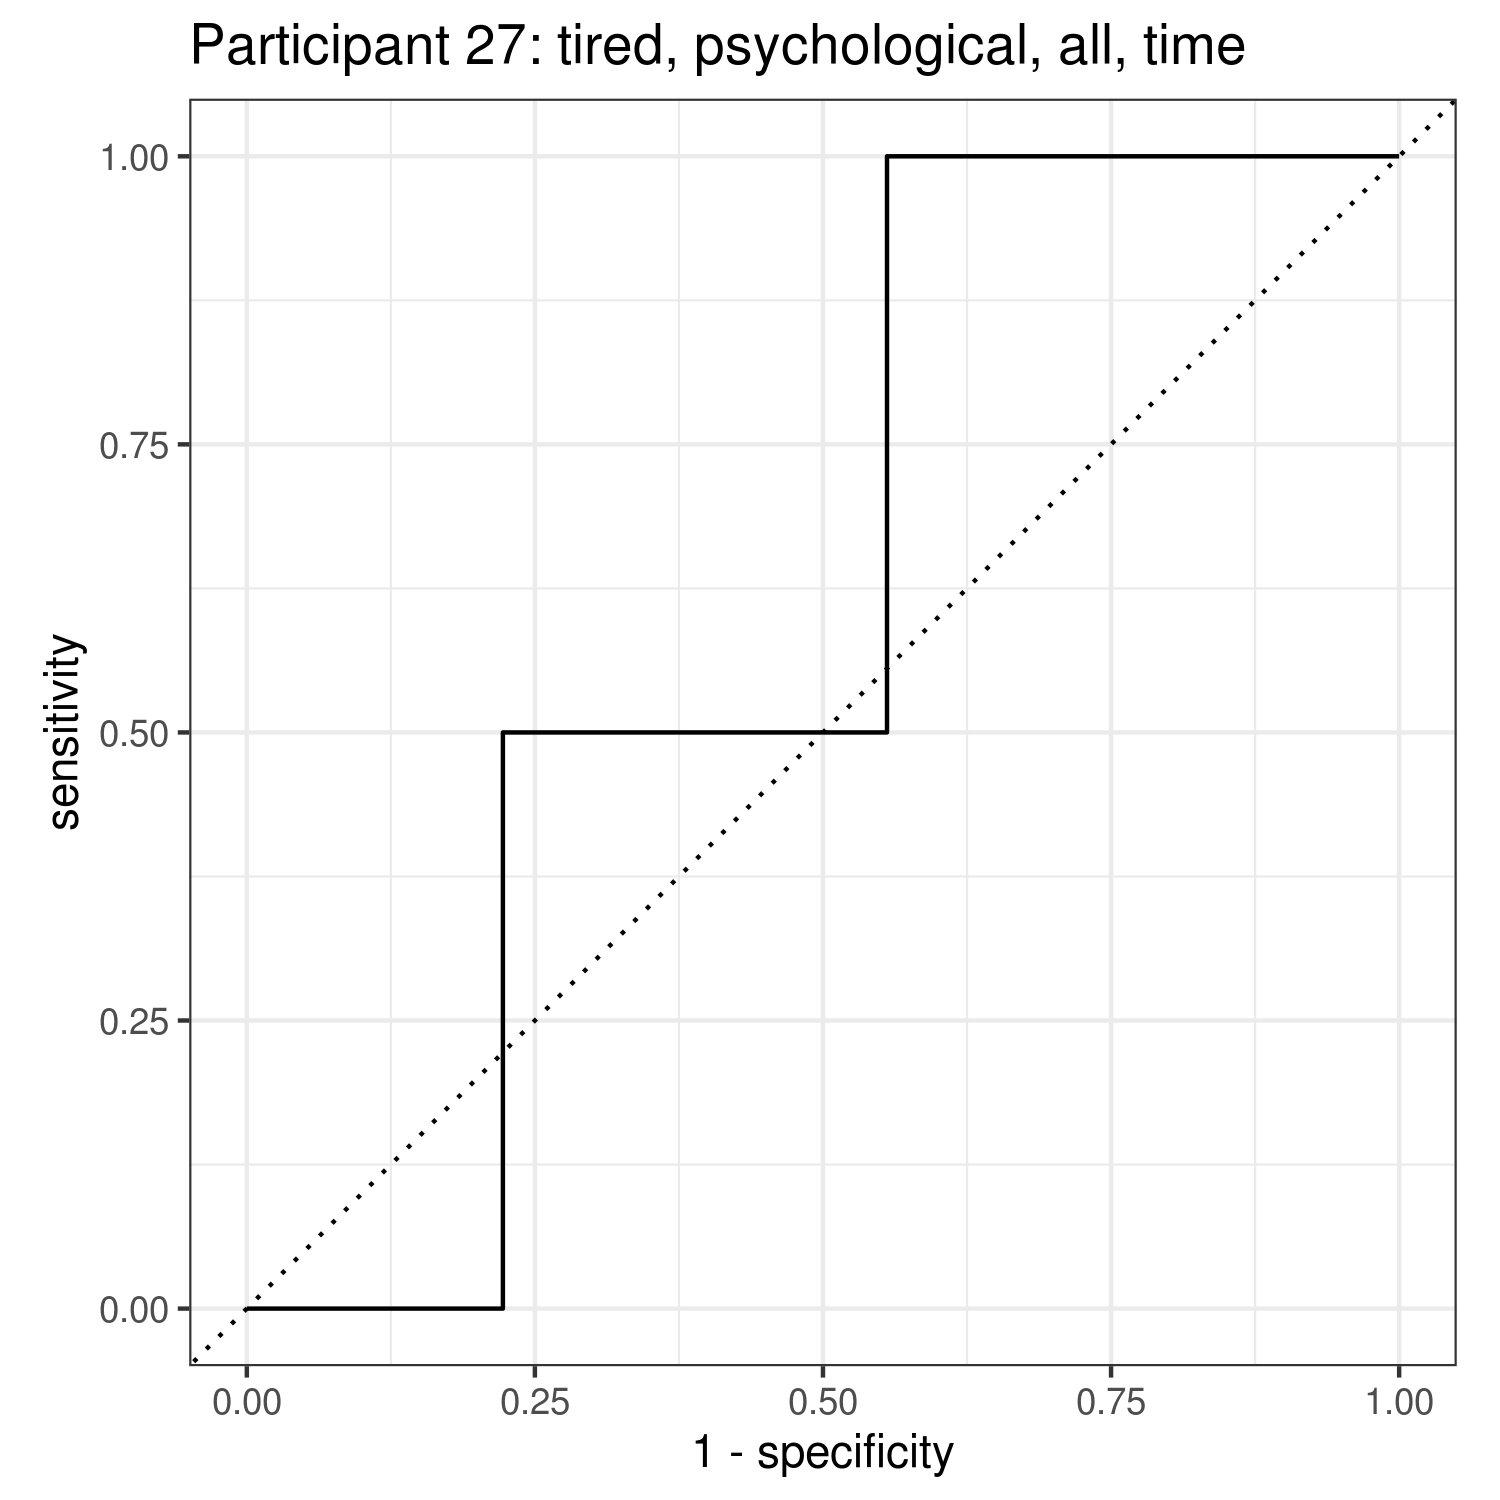 Participant 27: tired, psychological, all, time
1.00
0.75
0.50
0.25
0.00
sensitivity
0.00 0.25 0.50 0.75 1.00
1 - specificity